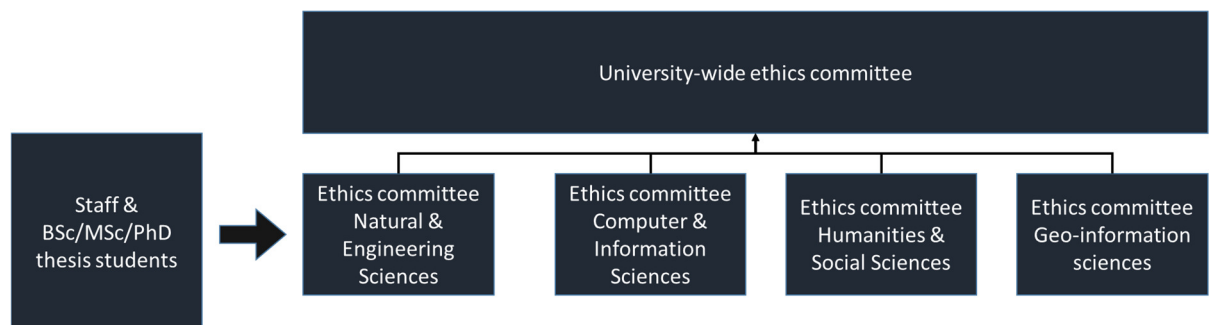 University-wide ethics committee
Staff &
BSc/MSc/PhD
thesis students
Ethics committee
Natural &
Engineering
Sciences
Ethics committee
Computer &
Information
Sciences
Ethics committee
Humanities &
Social Sciences
Ethics committee
Geo-information
sciences